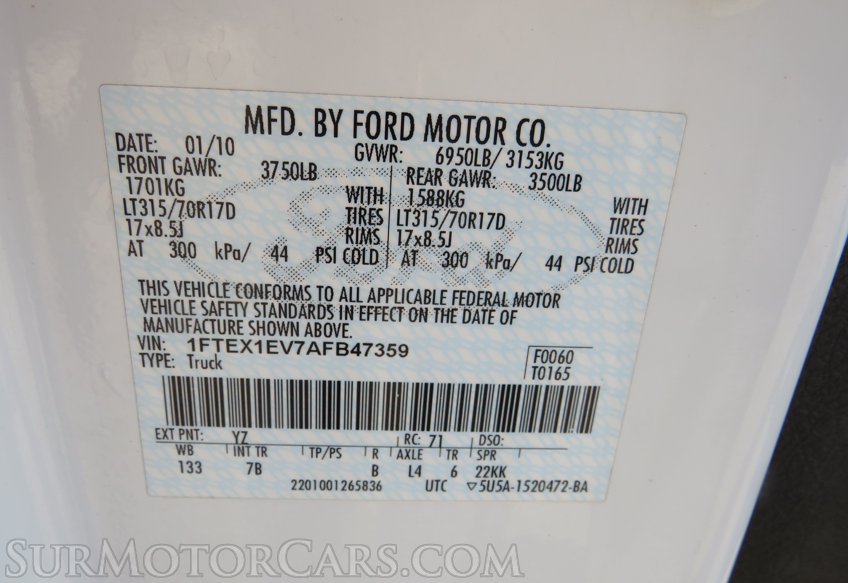 MFD. BY FORD MOTOR CO.
DATE: 01/10 GVWR: 6950LB/ 3153KG
FRONT GAWR: 3750LB REAR GAWR: 3500LB
1701KG WITH 1588KG WITH
LT315/70R17D TIRES LT315/70R17D TIRES
17x8.5J RIMS 17x8.5J RIMS
AT 300 kPa/ 44 PSI COLD AT 300 kPa/ 44 PSI COLD
THIS VEHICLE CONFORMS TO ALL APPLICABLE FEDERAL MOTOR
VEHICLE SAFETY STANDARDS IN EFFECT ON THE DATE OF
MANUFACTURE SHOWN ABOVE.
VIN: 1FTEX1EV7AFB47359 F0060
TYPE: Truck T0165
EXT PNT: YZ RC: 71 DSO:
WB INT TR TP/PS R AXLE TR SPR
133 7B B L4 6 22KK
2201001265836 UTC ▽5U5A-1520472-BA
Ford
SURMOTORCARS.COM SURMOTORCARS.COM